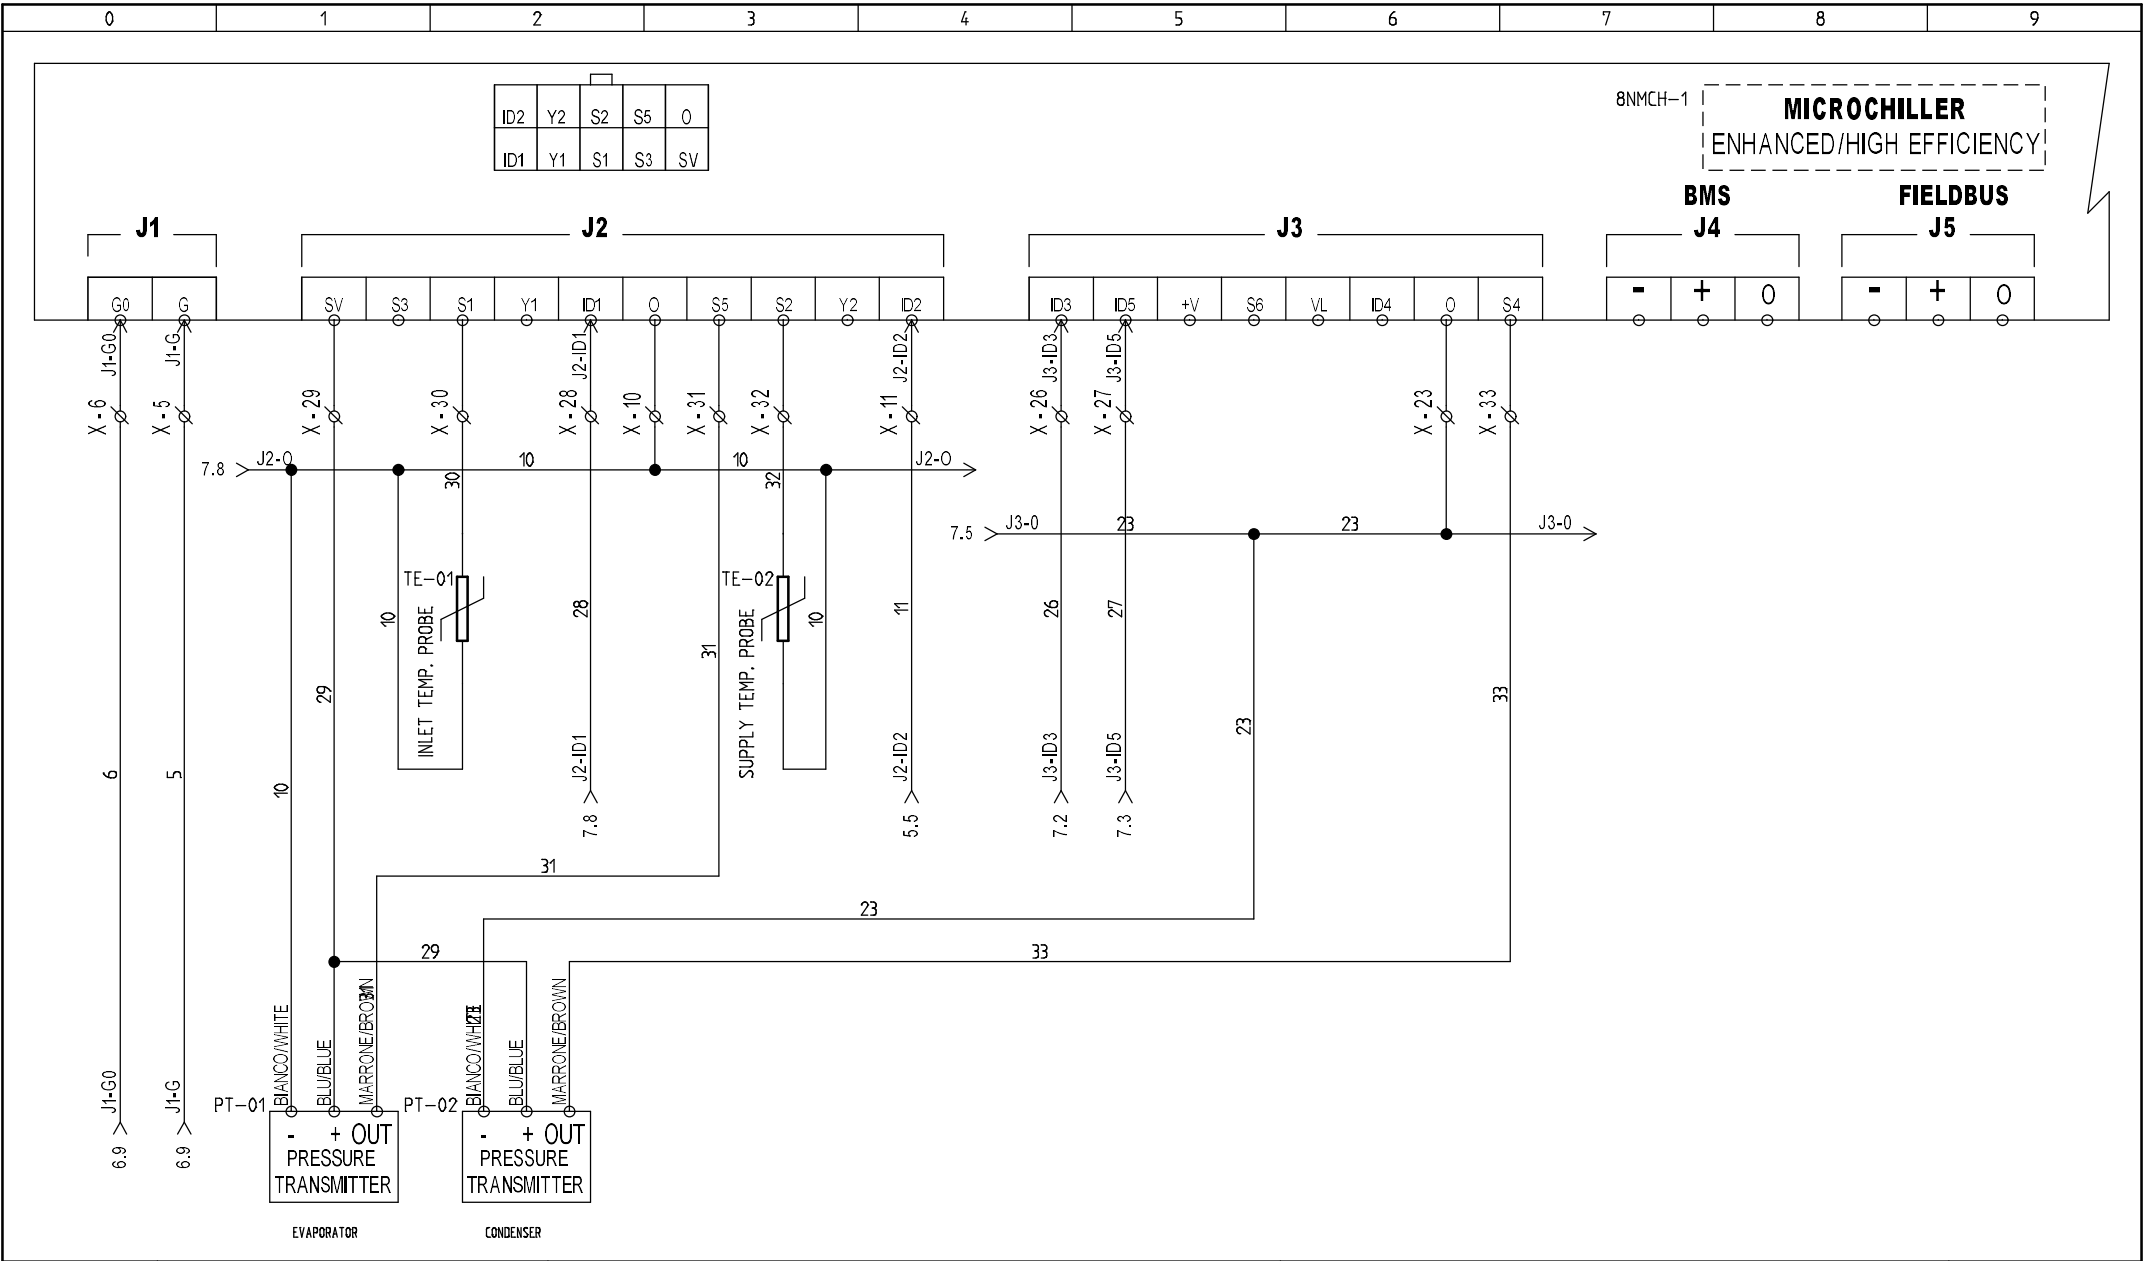 0 1 2 3 4 5 6 7 8 9
ID2 Y2 S2 S5 0
ID1 Y1 S1 S3 SV
8NMCH-1
MICROCHILLER
ENHANCED/HIGH EFFICIENCY
BMS
FIELDBUS
J1
J2
J3
J4
J5
G0 G
SV S3 S1 Y1 ID1 0 S5 S2 Y2 ID2
ID3 ID5 +V S6 VL ID4 0 S4
- + 0
- + 0
J1-G0
J1-G
J2-ID1
J2-ID2
J3-ID3
J3-ID5
X - 6
X - 5
X - 29
X - 30
X - 28
X - 10
X - 31
X - 32
X - 11
X - 26
X - 27
X - 23
X - 33
7.8
J2-0
10
10
J2-0
30
32
7.5
J3-0
23
23
J3-0
TE-01
INLET TEMP. PROBE
10
28
TE-02
SUPPLY TEMP. PROBE
10
11
26
27
31
29
33
23
6
5
10
J2-ID1
J2-ID2
J3-ID3
J3-ID5
7.8
5.5
7.2
7.3
31
23
29
33
BIANCO/WHITE
BLU/BLUE
MARRONE/BROWN
31
BIANCO/WHITE
23
BLU/BLUE
MARRONE/BROWN
J1-G0
J1-G
6.9
6.9
PT-01
- + OUT
PRESSURE
TRANSMITTER
EVAPORATOR
PT-02
- + OUT
PRESSURE
TRANSMITTER
CONDENSER